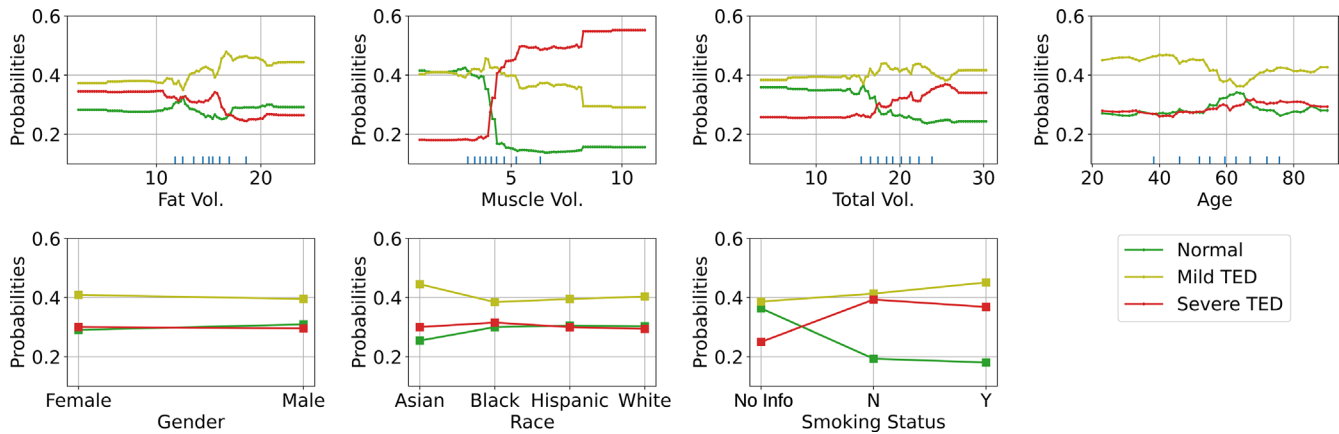 0.6
0.4
0.2
Probabilities
10 20
Fat Vol.
0.6
0.4
0.2
Probabilities
5 10
Muscle Vol.
0.6
0.4
0.2
Probabilities
10 20 30
Total Vol.
0.6
0.4
0.2
Probabilities
20 40 60 80
Age
0.6
0.4
0.2
Probabilities
Female Male
Gender
0.6
0.4
0.2
Probabilities
Asian Black Hispanic White
Race
0.6
0.4
0.2
Probabilities
No Info N Y
Smoking Status
Normal
Mild TED
Severe TED